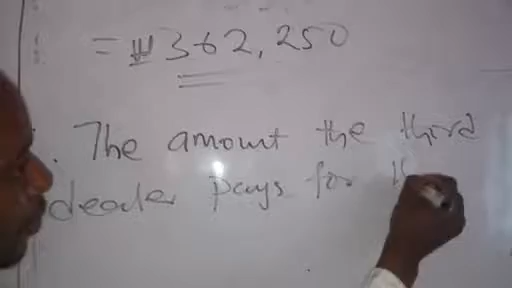 = ₦362,250
∴ The amount the third
dealer pays for